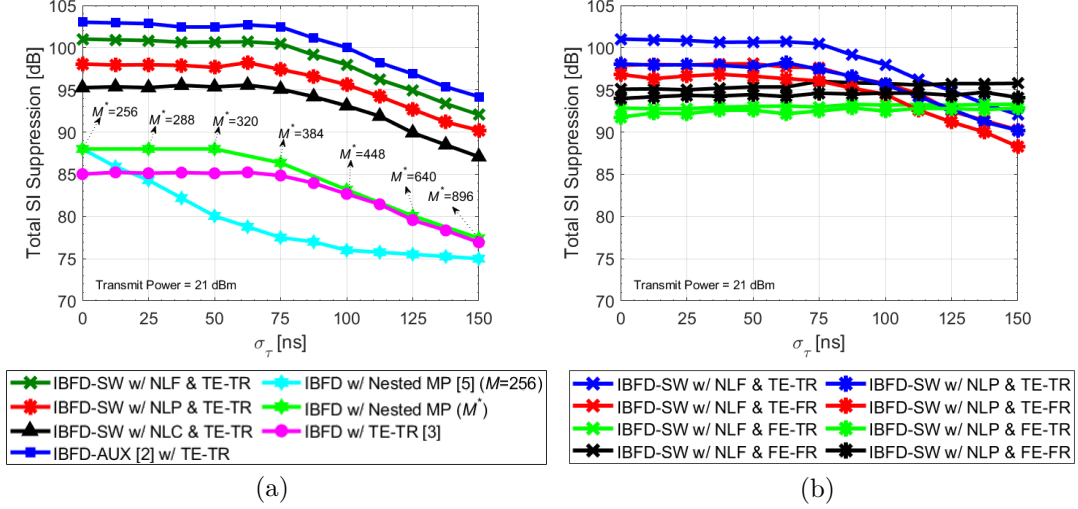 (a)
Total SI Suppression [dB]
105
100
95
90
85
80
75
70
M*=256
M*=288
M*=320
M*=384
M*=448
M*=640
M*=896
Transmit Power = 21 dBm
0 25 50 75 100 125 150
σ_τ [ns]
IBFD-SW w/ NLF & TE-TR
IBFD-SW w/ NLP & TE-TR
IBFD-SW w/ NLC & TE-TR
IBFD-AUX [2] w/ TE-TR
IBFD w/ Nested MP [5] (M=256)
IBFD w/ Nested MP (M*)
IBFD w/ TE-TR [3]
(b)
Total SI Suppression [dB]
105
100
95
90
85
80
75
70
Transmit Power = 21 dBm
0 25 50 75 100 125 150
σ_τ [ns]
IBFD-SW w/ NLF & TE-TR
IBFD-SW w/ NLF & TE-FR
IBFD-SW w/ NLF & FE-TR
IBFD-SW w/ NLF & FE-FR
IBFD-SW w/ NLP & TE-TR
IBFD-SW w/ NLP & TE-FR
IBFD-SW w/ NLP & FE-TR
IBFD-SW w/ NLP & FE-FR